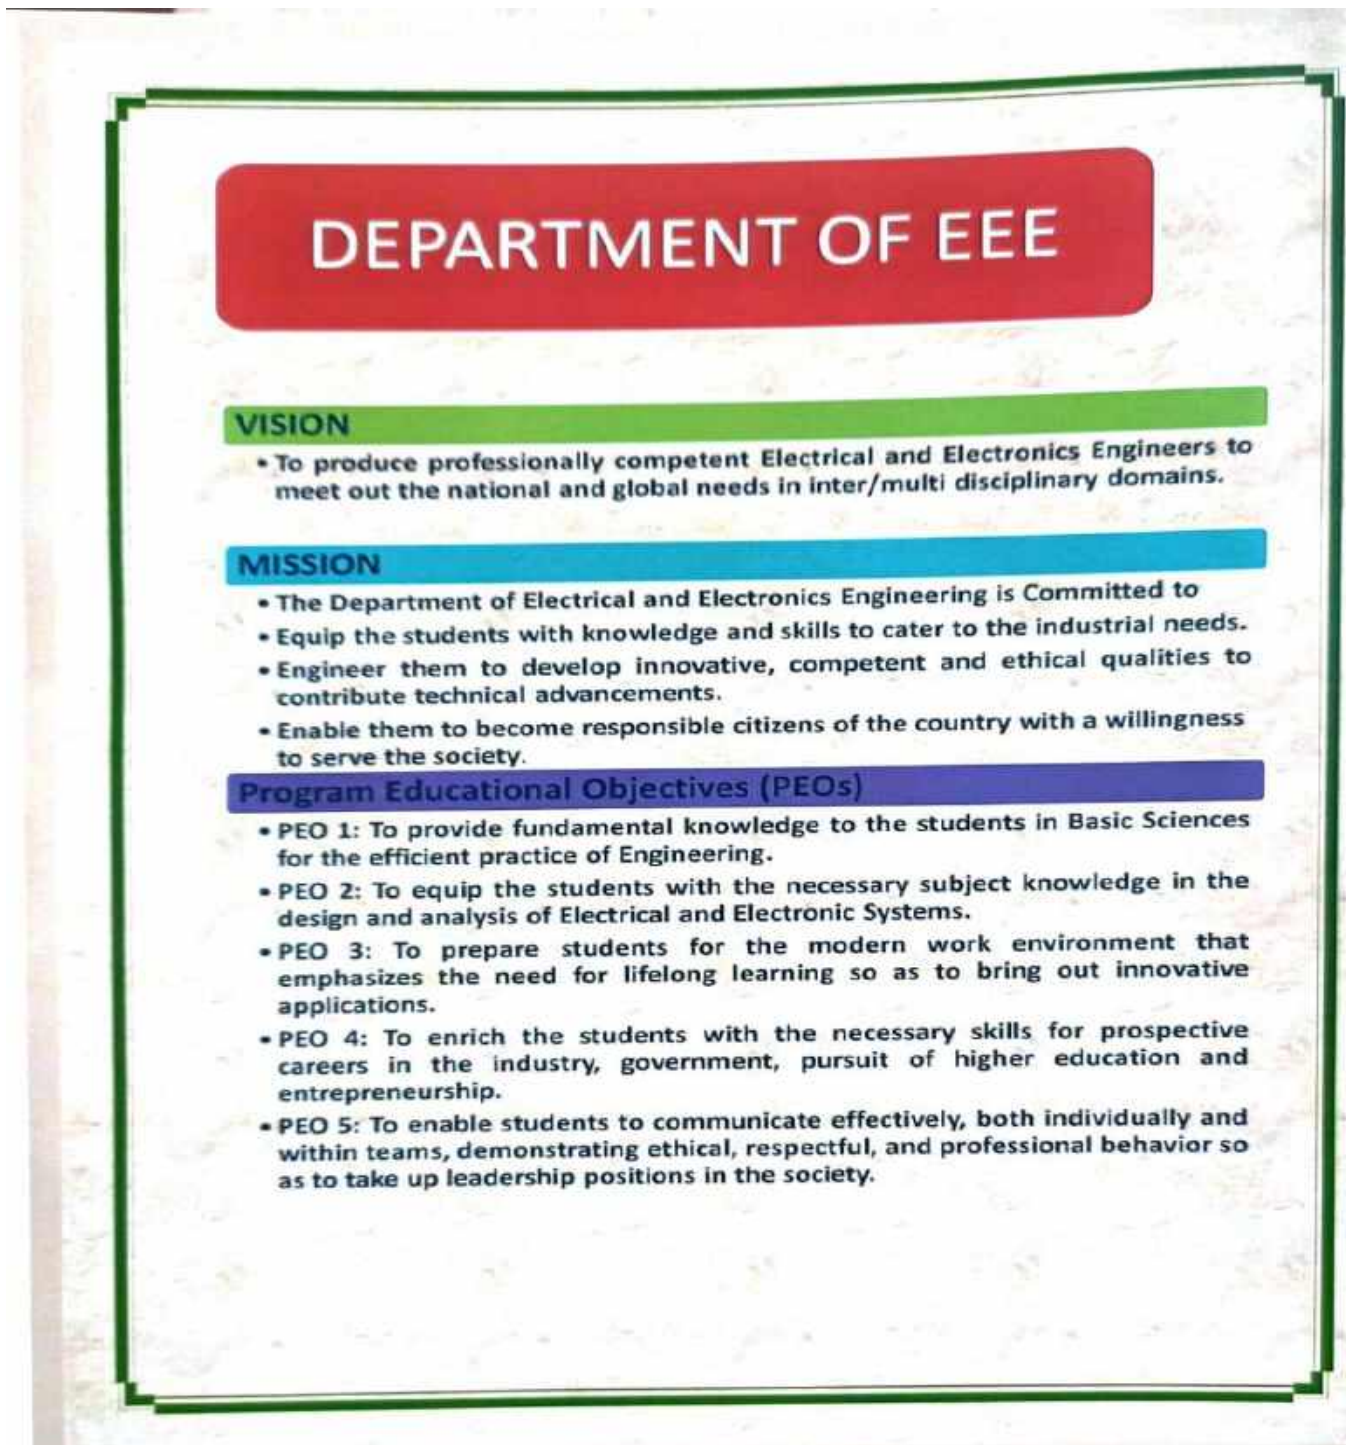 DEPARTMENT OF EEE
VISION
• To produce professionally competent Electrical and Electronics Engineers to
meet out the national and global needs in inter/multi disciplinary domains.
MISSION
• The Department of Electrical and Electronics Engineering is Committed to
• Equip the students with knowledge and skills to cater to the industrial needs.
• Engineer them to develop innovative, competent and ethical qualities to
contribute technical advancements.
• Enable them to become responsible citizens of the country with a willingness
to serve the society.
Program Educational Objectives (PEOs)
• PEO 1: To provide fundamental knowledge to the students in Basic Sciences
for the efficient practice of Engineering.
• PEO 2: To equip the students with the necessary subject knowledge in the
design and analysis of Electrical and Electronic Systems.
• PEO 3: To prepare students for the modern work environment that
emphasizes the need for lifelong learning so as to bring out innovative
applications.
• PEO 4: To enrich the students with the necessary skills for prospective
careers in the industry, government, pursuit of higher education and
entrepreneurship.
• PEO 5: To enable students to communicate effectively, both individually and
within teams, demonstrating ethical, respectful, and professional behavior so
as to take up leadership positions in the society.